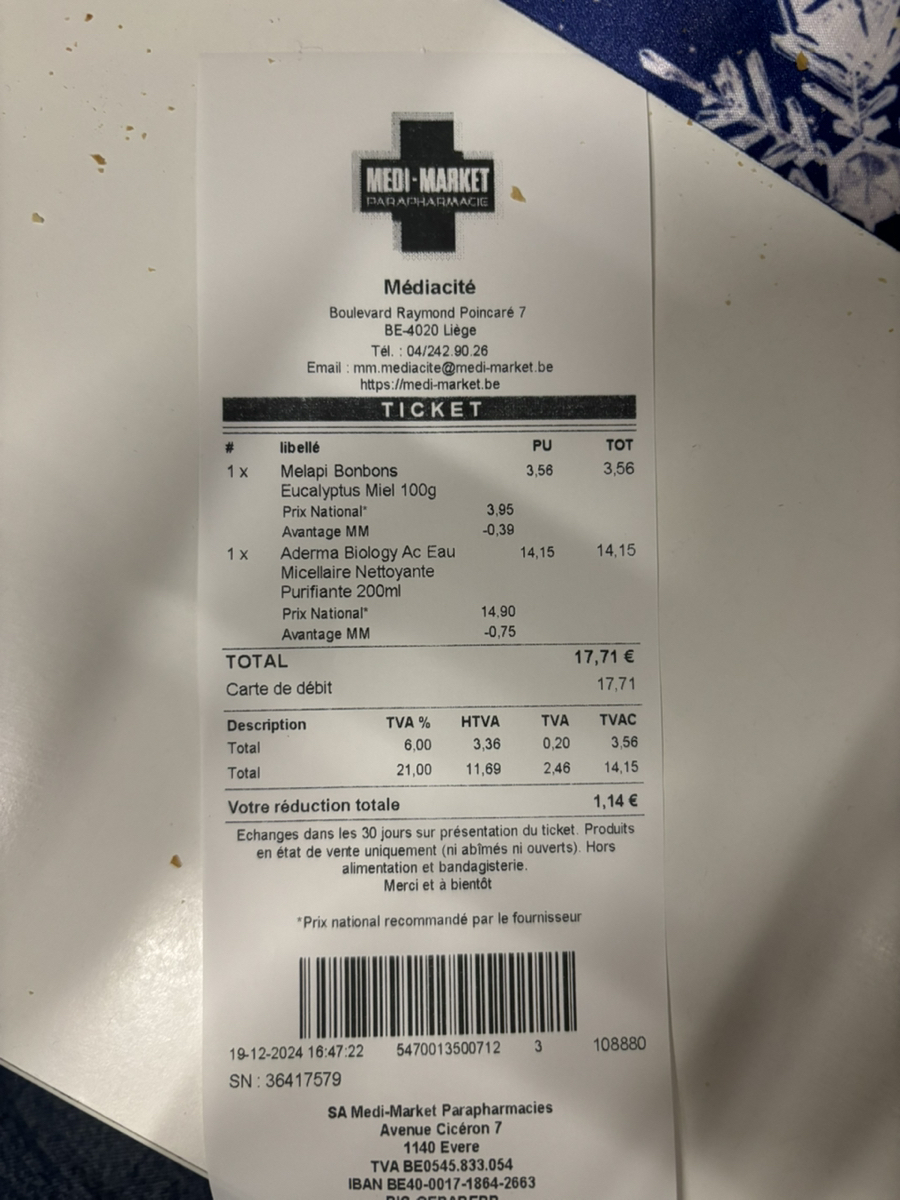 MEDI-MARKET
PARAPHARMACIE
Médiacité
Boulevard Raymond Poincaré 7
BE-4020 Liège
Tél. : 04/242.90.26
Email : mm.mediacite@medi-market.be
https://medi-market.be
TICKET
# libellé PU TOT
1 x Melapi Bonbons 3,56 3,56
Eucalyptus Miel 100g
Prix National* 3,95
Avantage MM -0,39
1 x Aderma Biology Ac Eau 14,15 14,15
Micellaire Nettoyante
Purifiante 200ml
Prix National* 14,90
Avantage MM -0,75
TOTAL 17,71 €
Carte de débit 17,71
Description TVA % HTVA TVA TVAC
Total 6,00 3,36 0,20 3,56
Total 21,00 11,69 2,46 14,15
Votre réduction totale 1,14 €
Echanges dans les 30 jours sur présentation du ticket. Produits
en état de vente uniquement (ni abîmés ni ouverts). Hors
alimentation et bandagisterie.
Merci et à bientôt
*Prix national recommandé par le fournisseur
19-12-2024 16:47:22 5470013500712 3 108880
SN : 36417579
SA Medi-Market Parapharmacies
Avenue Cicéron 7
1140 Evere
TVA BE0545.833.054
IBAN BE40-0017-1864-2663